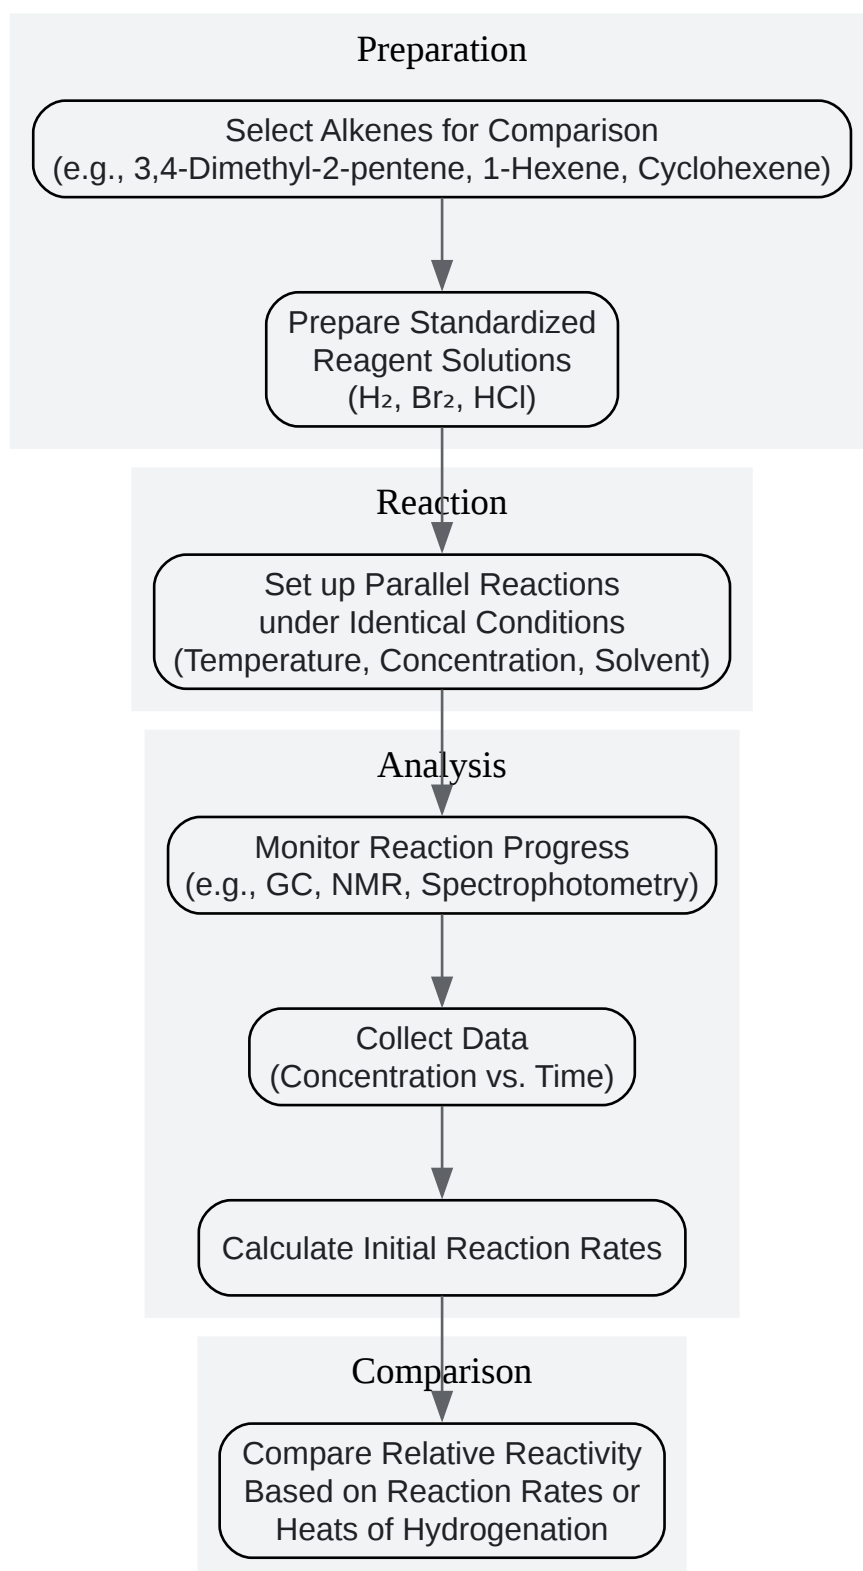 Preparation
Select Alkenes for Comparison
(e.g., 3,4-Dimethyl-2-pentene, 1-Hexene, Cyclohexene)
Prepare Standardized
Reagent Solutions
(H₂, Br₂, HCl)
Reaction
Set up Parallel Reactions
under Identical Conditions
(Temperature, Concentration, Solvent)
Analysis
Monitor Reaction Progress
(e.g., GC, NMR, Spectrophotometry)
Collect Data
(Concentration vs. Time)
Calculate Initial Reaction Rates
Comparison
Compare Relative Reactivity
Based on Reaction Rates or
Heats of Hydrogenation